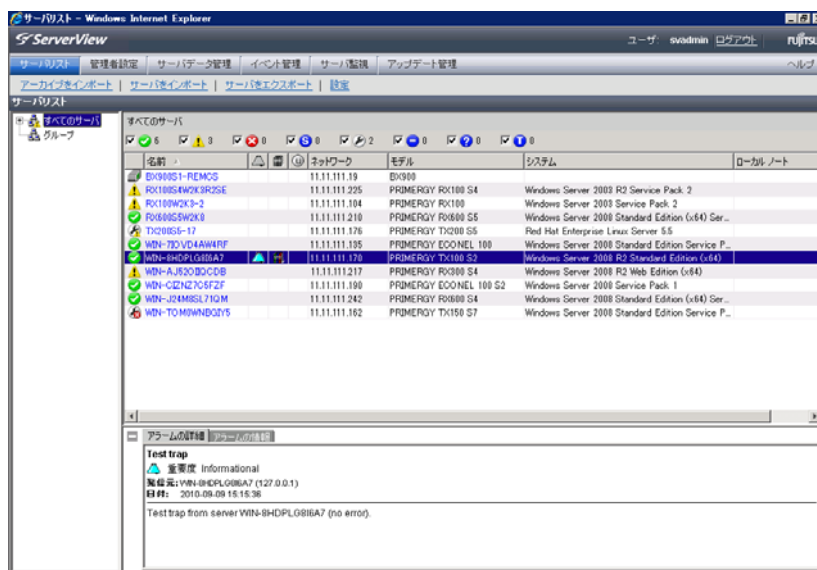 サーバリスト - Windows Internet Explorer
ServerView ユーザ: svadmin ログアウト FUJITSU
サーバリスト 管理者設定 サーバデータ管理 イベント管理 サーバ監視 アップデート管理 ヘルプ
アーカイブをインポート | サーバをインポート | サーバをエクスポート | 設定
サーバリスト
すべてのサーバ
グループ
すべてのサーバ
6 3 0 0 2 0 0 0
名前 ネットワーク モデル システム ローカル ノート
BX900S1-REMCS 11.11.111.19 BX900
RX100S4W2K3R2SE 11.11.111.225 PRIMERGY RX100 S4 Windows Server 2003 R2 Service Pack 2
RX100W2K3-2 11.11.111.104 PRIMERGY RX100 Windows Server 2003 Service Pack 2
RX600S5W2K8 11.11.111.210 PRIMERGY RX600 S5 Windows Server 2008 Standard Edition (x64) Ser...
TX200S5-17 11.11.111.176 PRIMERGY TX200 S5 Red Hat Enterprise Linux Server 5.5
WIN-7IOVD4AW4RF 11.11.111.135 PRIMERGY ECONEL 100 Windows Server 2008 Standard Edition Service P...
WIN-8HDPLG8I6A7 11.11.111.170 PRIMERGY TX100 S2 Windows Server 2008 R2 Standard Edition (x64)
11.11.111.217 PRIMERGY RX300 S4 Windows Server 2008 R2 Web Edition (x64)
WIN-CIZNZ7C5FZF 11.11.111.190 PRIMERGY ECONEL 100 S2 Windows Server 2008 Service Pack 1
WIN-J24M8SL71QM 11.11.111.242 PRIMERGY RX600 S4 Windows Server 2008 Standard Edition (x64) Ser...
11.11.111.162 PRIMERGY TX150 S7 Windows Server 2008 Standard Edition Service P...
アラームの詳細 アラームの情報
Test trap
重要度 Informational
発信元: WIN-8HDPLG8I6A7 (127.0.0.1)
日付: 2010-09-09 15:15:36
Test trap from server WIN-8HDPLG8I6A7 (no error).